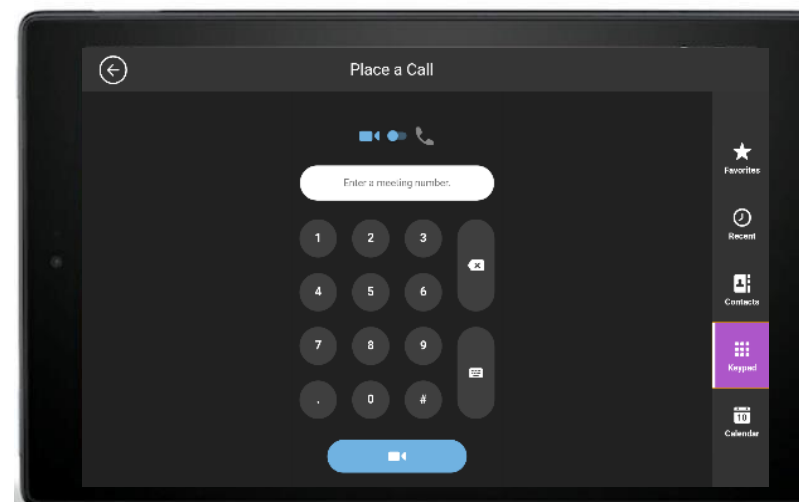 Place a Call
Enter a meeting number.
Favorites
Recent
Contacts
Keypad
10
Calendar
1 2 3
4 5 6
7 8 9
. 0 #